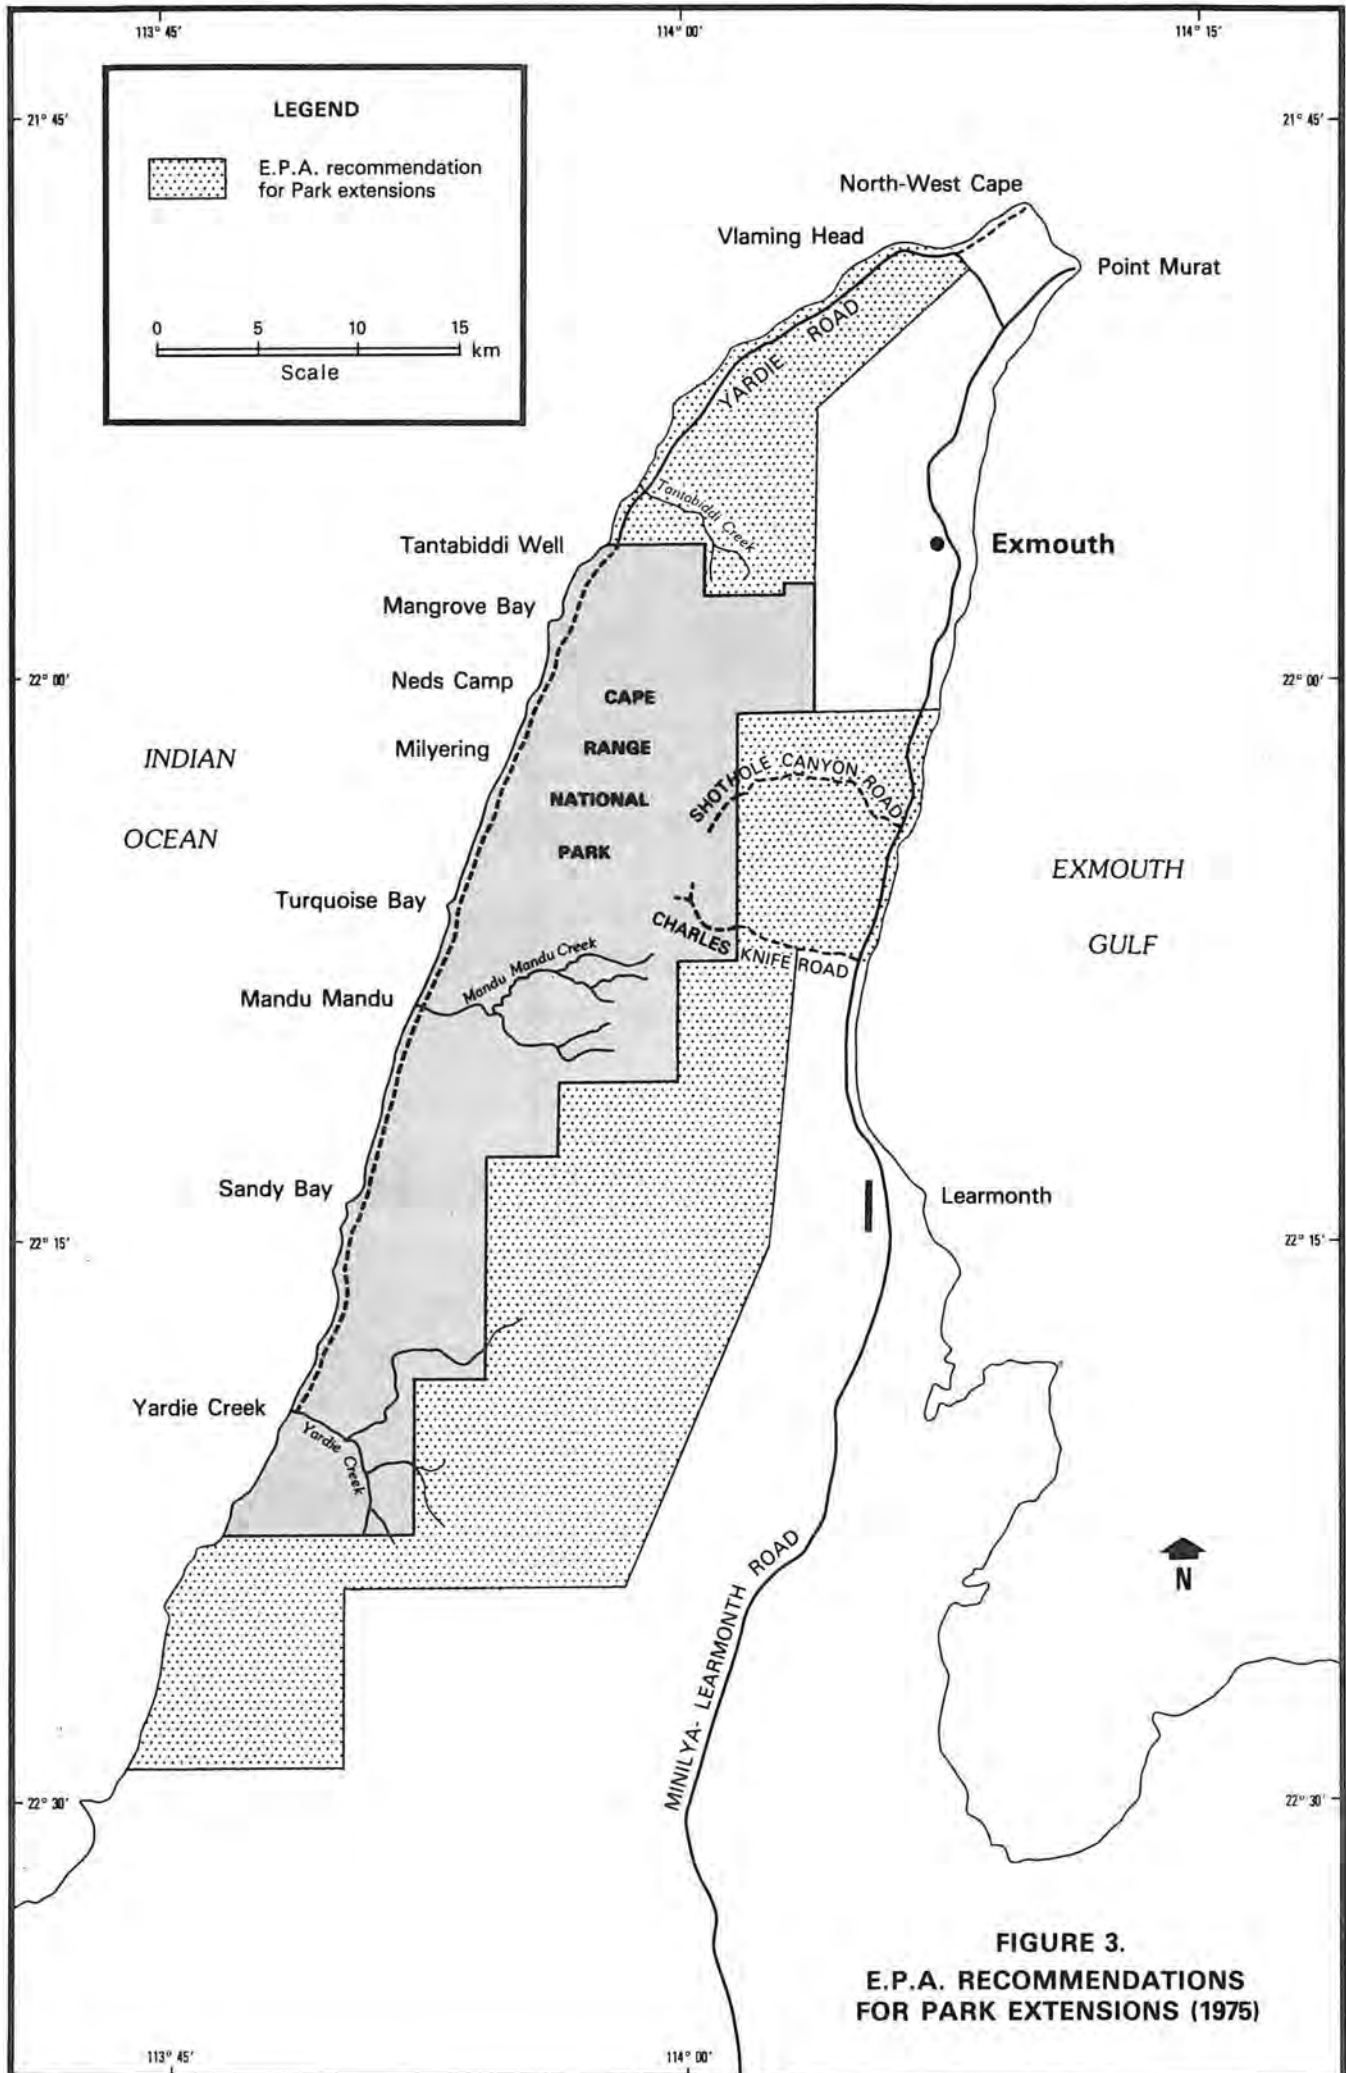 113° 45'
114° 00'
114° 15'
LEGEND
E.P.A. recommendation
for Park extensions
0 5 10 15
km
Scale
21° 45'
21° 45'
North-West Cape
Vlaming Head
Point Murat
YARDIE ROAD
Tantabiddi Creek
Tantabiddi Well
Exmouth
Mangrove Bay
22° 00'
22° 00'
Neds Camp
CAPE
RANGE
NATIONAL
PARK
Milyering
INDIAN
OCEAN
SHOTHOLE CANYON ROAD
EXMOUTH
GULF
Turquoise Bay
CHARLES KNIFE ROAD
Mandu Mandu Creek
Mandu Mandu
Sandy Bay
Learmonth
22° 15'
22° 15'
Yardie Creek
Yardie Creek
N
MINILYA- LEARMONTH ROAD
22° 30'
22° 30'
FIGURE 3.
E.P.A. RECOMMENDATIONS
FOR PARK EXTENSIONS (1975)
113° 45'
114° 00'